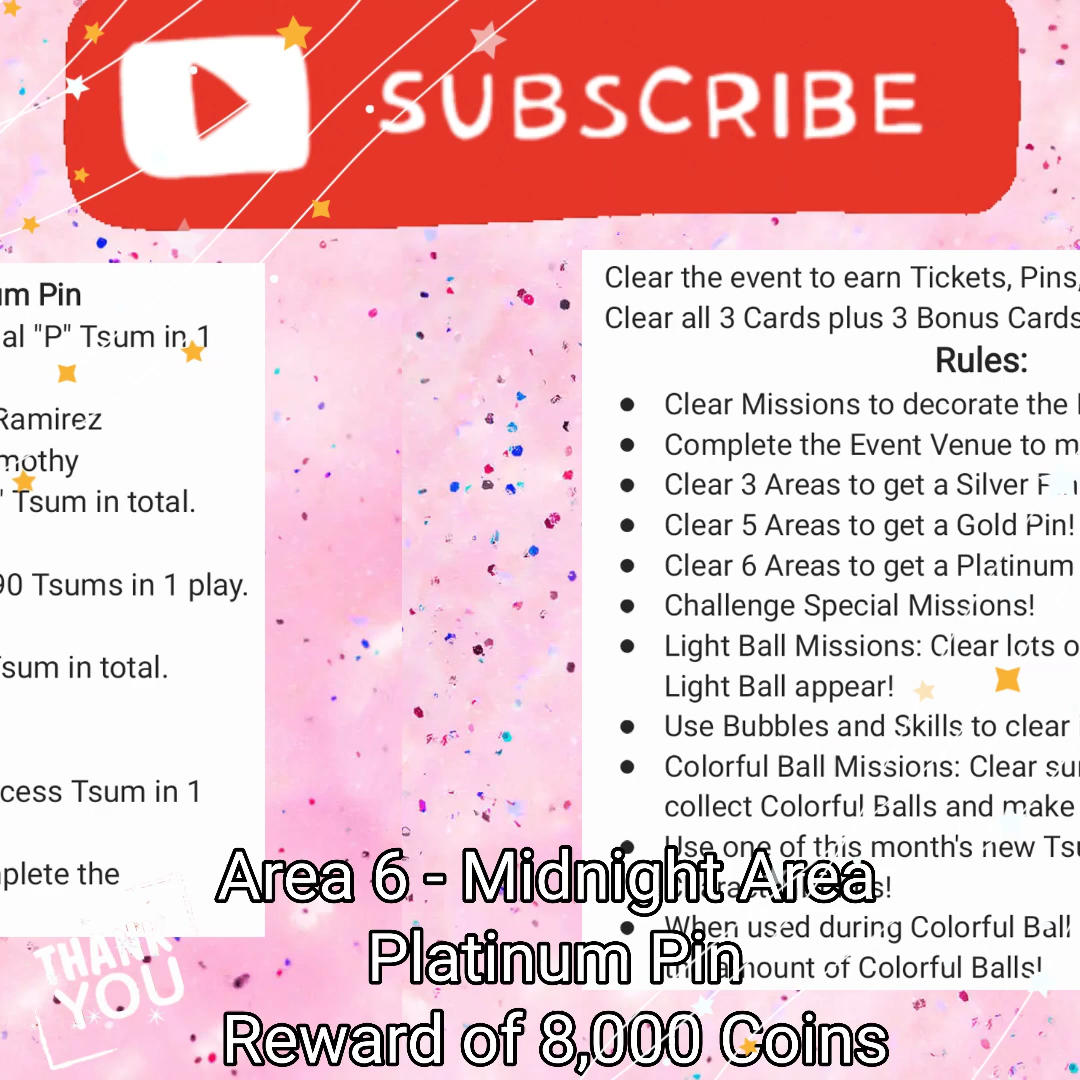 SUBSCRIBE
um Pin
al "P" Tsum in 1
Ramirez
mothy
" Tsum in total.
90 Tsums in 1 play.
Tsum in total.
cess Tsum in 1
plete the
Clear the event to earn Tickets, Pins,
Clear all 3 Cards plus 3 Bonus Cards
Rules:
● Clear Missions to decorate the
● Complete the Event Venue to m
● Clear 3 Areas to get a Silver
● Clear 5 Areas to get a Gold Pin!
● Clear 6 Areas to get a Platinum
● Challenge Special Missions!
● Light Ball Missions: Clear lots o
Light Ball appear!
● Use Bubbles and Skills to clear
● Colorful Ball Missions: Clear su
collect Colorful Balls and make
● Use one of this month's new Tsu
● When used during Colorful Ball
amount of Colorful Balls!
Area 6 - Midnight Area
Platinum Pin
Reward of 8,000 Coins
THANK
YOU